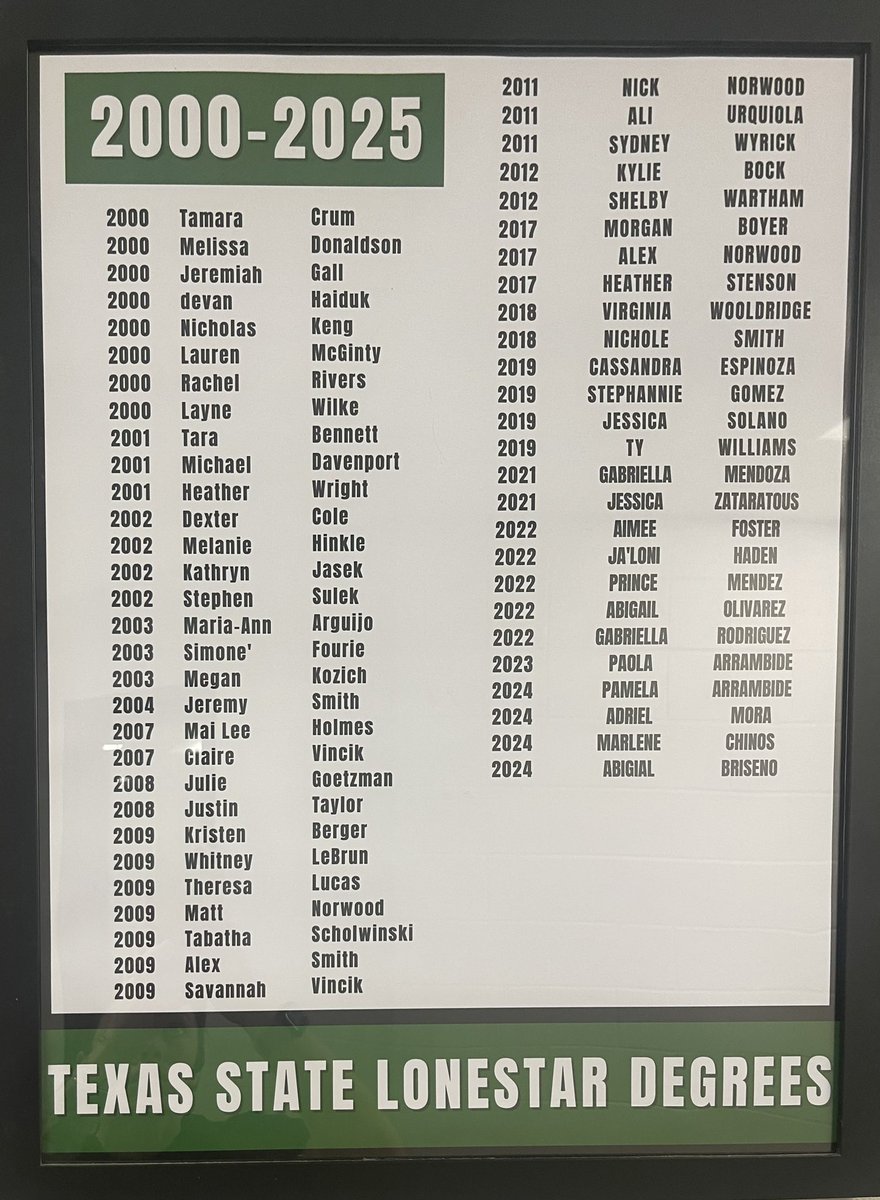 2000-2025
2000 Tamara Crum
2000 Melissa Donaldson
2000 Jeremiah Gall
2000 devan Haiduk
2000 Nicholas Keng
2000 Lauren McGinty
2000 Rachel Rivers
2000 Layne Wilke
2001 Tara Bennett
2001 Michael Davenport
2001 Heather Wright
2002 Dexter Cole
2002 Melanie Hinkle
2002 Kathryn Jasek
2002 Stephen Sulek
2003 Maria-Ann Arguijo
2003 Simone' Fourie
2003 Megan Kozich
2004 Jeremy Smith
2007 Mai Lee Holmes
2007 Claire Vincik
2008 Julie Goetzman
2008 Justin Taylor
2009 Kristen Berger
2009 Whitney LeBrun
2009 Theresa Lucas
2009 Matt Norwood
2009 Tabatha Scholwinski
2009 Alex Smith
2009 Savannah Vincik
2011 NICK NORWOOD
2011 ALI URQUIOLA
2011 SYDNEY WYRICK
2012 KYLIE BOCK
2012 SHELBY WARTHAM
2017 MORGAN BOYER
2017 ALEX NORWOOD
2017 HEATHER STENSON
2018 VIRGINIA WOOLDRIDGE
2018 NICHOLE SMITH
2019 CASSANDRA ESPINOZA
2019 STEPHANNIE GOMEZ
2019 JESSICA SOLANO
2019 TY WILLIAMS
2021 GABRIELLA MENDOZA
2021 JESSICA ZATARATOUS
2022 AIMEE FOSTER
2022 JA'LONI HADEN
2022 PRINCE MENDEZ
2022 ABIGAIL OLIVAREZ
2022 GABRIELLA RODRIGUEZ
2023 PAOLA ARRAMBIDE
2024 PAMELA ARRAMBIDE
2024 ADRIEL MORA
2024 MARLENE CHINOS
2024 ABIGIAL BRISENO
TEXAS STATE LONESTAR DEGREES